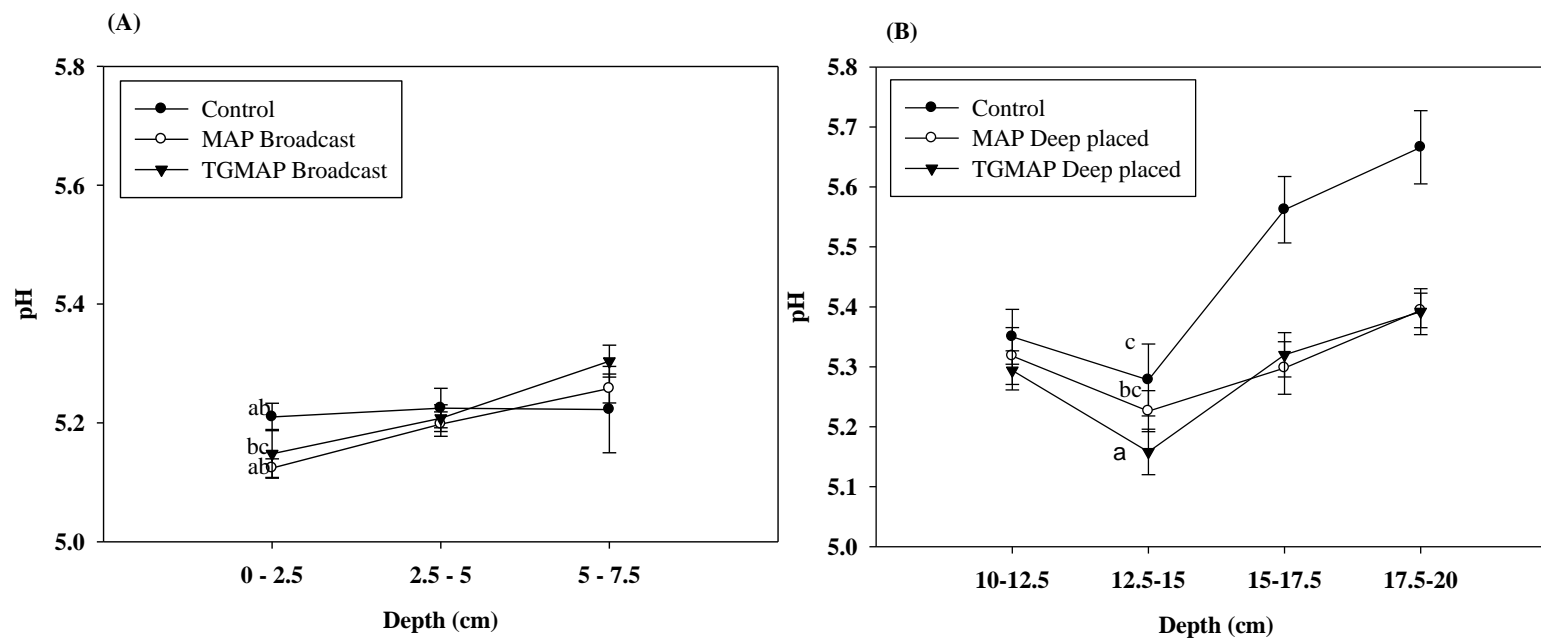 (A)
5.8
5.6
5.4
5.2
5.0
pH
Control
MAP Broadcast
TGMAP Broadcast
ab
bc
ab
0 - 2.5
2.5 - 5
5 - 7.5
Depth (cm)
(B)
5.8
5.7
5.6
5.5
5.4
5.3
5.2
5.1
5.0
pH
Control
MAP Deep placed
TGMAP Deep placed
c
bc
a
10-12.5
12.5-15
15-17.5
17.5-20
Depth (cm)